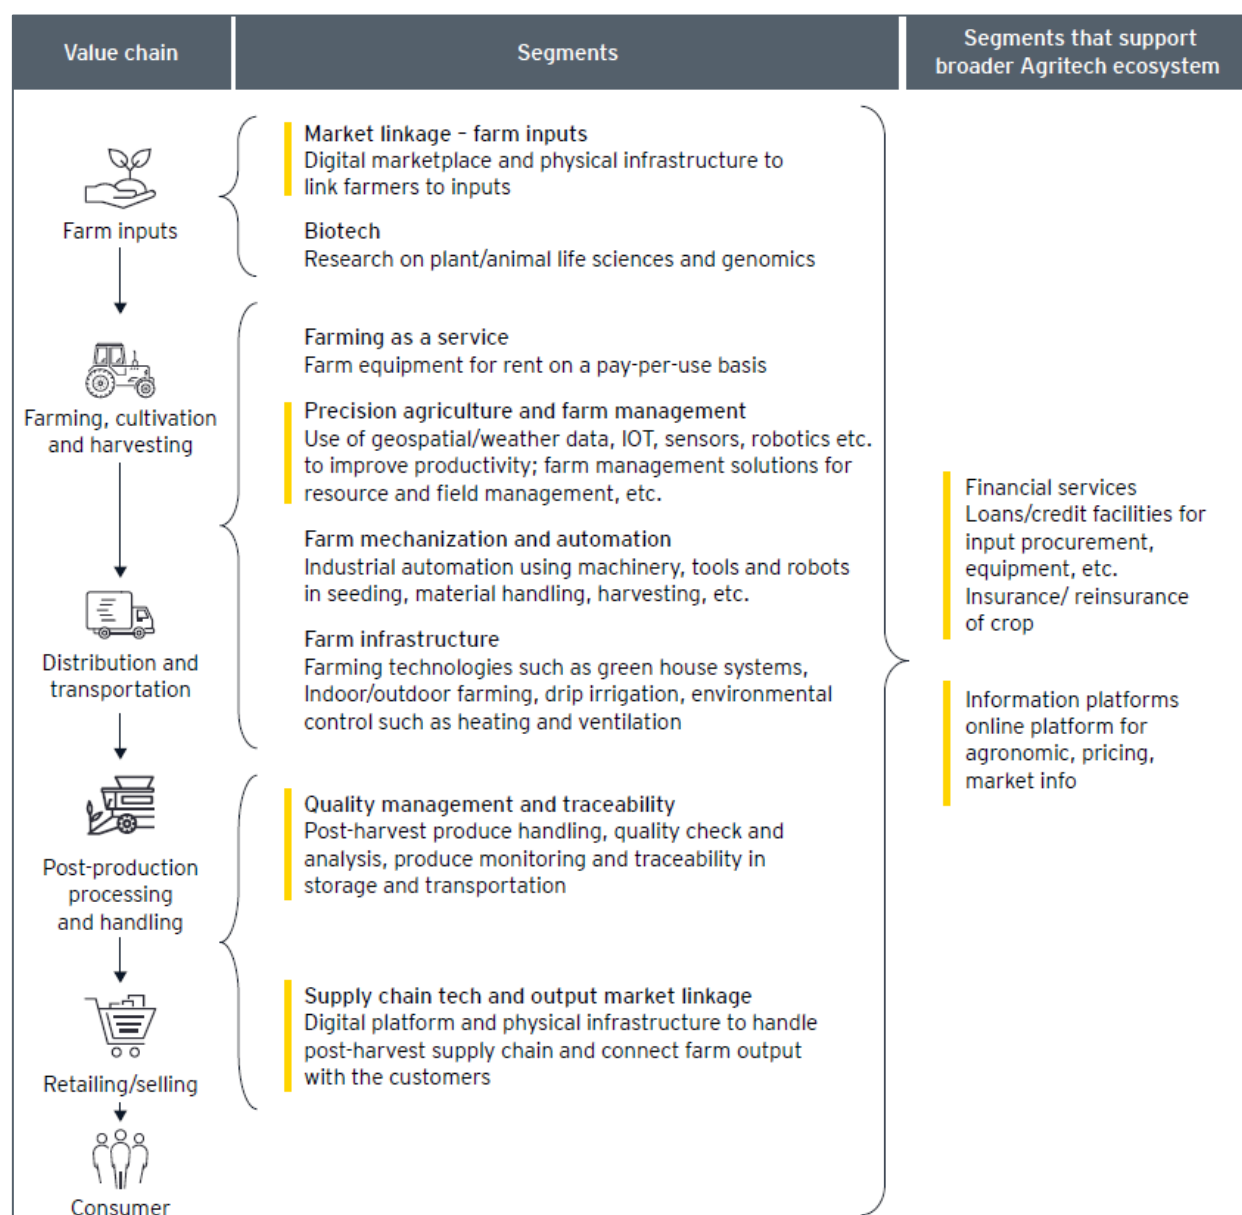 Value chain
Segments
Segments that support
broader Agritech ecosystem
Farm inputs
Market linkage – farm inputs
Digital marketplace and physical infrastructure to
link farmers to inputs
Biotech
Research on plant/animal life sciences and genomics
Farming, cultivation
and harvesting
Distribution and
transportation
Farming as a service
Farm equipment for rent on a pay-per-use basis
Precision agriculture and farm management
Use of geospatial/weather data, IOT, sensors, robotics etc.
to improve productivity; farm management solutions for
resource and field management, etc.
Farm mechanization and automation
Industrial automation using machinery, tools and robots
in seeding, material handling, harvesting, etc.
Farm infrastructure
Farming technologies such as green house systems,
Indoor/outdoor farming, drip irrigation, environmental
control such as heating and ventilation
Post-production
processing
and handling
Retailing/selling
Consumer
Quality management and traceability
Post-harvest produce handling, quality check and
analysis, produce monitoring and traceability in
storage and transportation
Supply chain tech and output market linkage
Digital platform and physical infrastructure to handle
post-harvest supply chain and connect farm output
with the customers
Financial services
Loans/credit facilities for
input procurement,
equipment, etc.
Insurance/ reinsurance
of crop
Information platforms
online platform for
agronomic, pricing,
market info